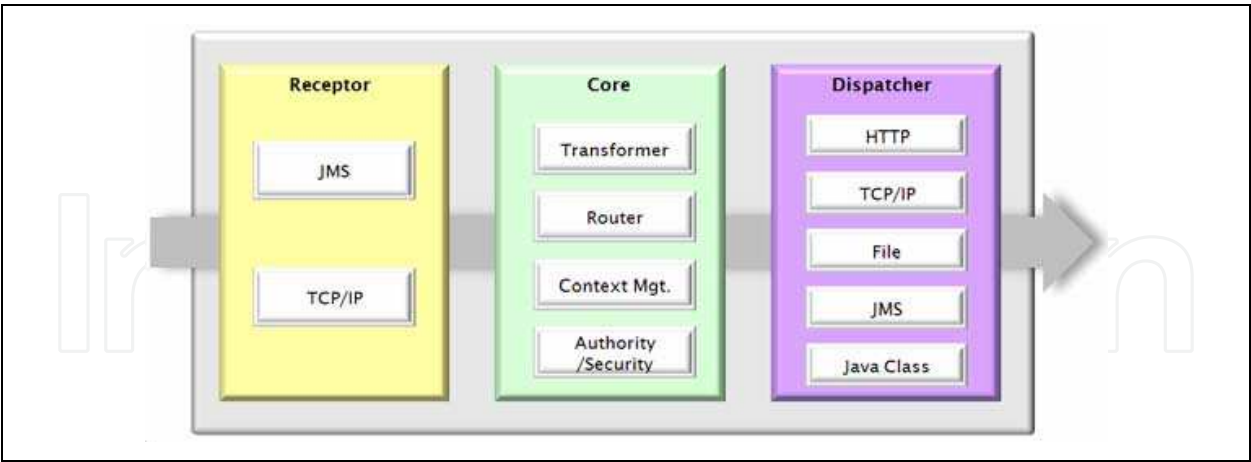 Receptor
JMS
TCP/IP
Core
Transformer
Router
Context Mgt.
Authority
/Security
Dispatcher
HTTP
TCP/IP
File
JMS
Java Class